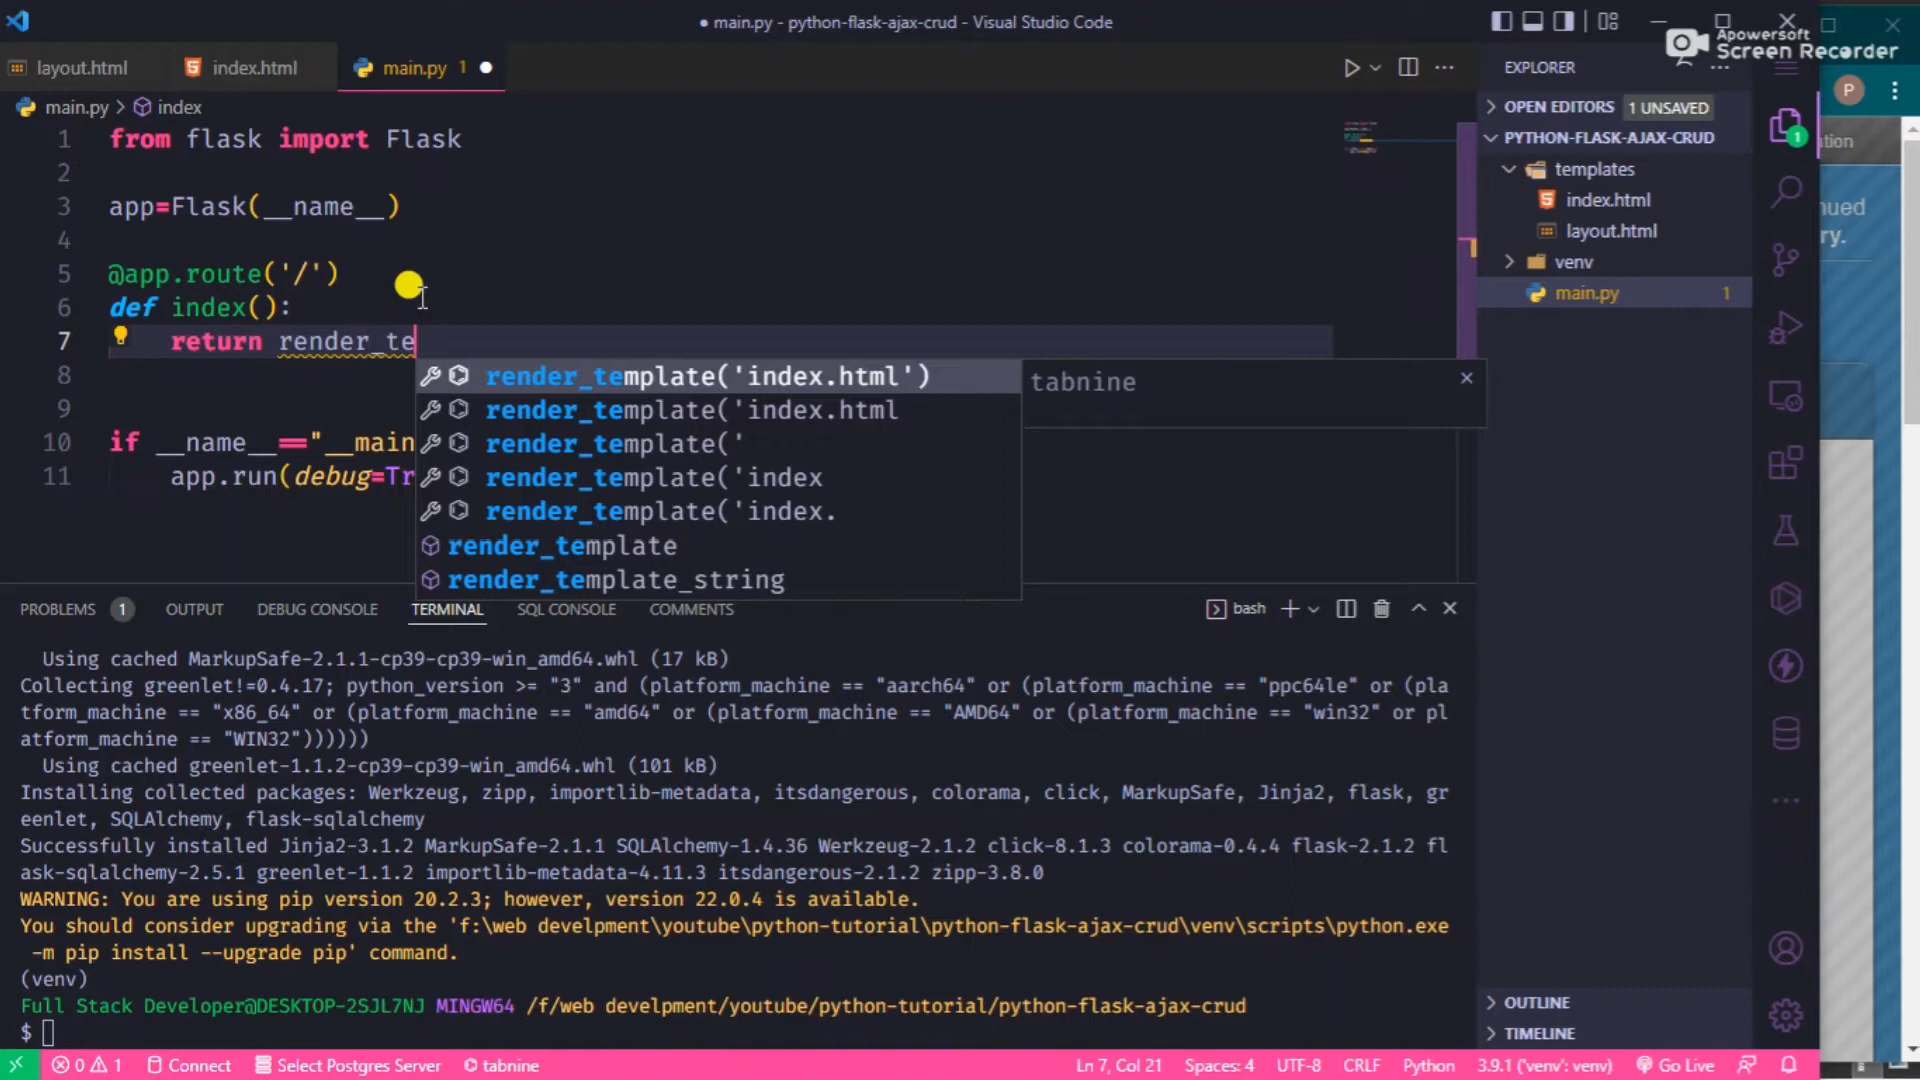 ● main.py - python-flask-ajax-crud - Visual Studio Code
Apowersoft
Screen Recorder
layout.html
index.html
main.py 1 ●
EXPLORER
P
main.py > index
OPEN EDITORS 1 UNSAVED
PYTHON-FLASK-AJAX-CRUD
1
templates
index.html
layout.html
venv
main.py 1
tion
nued
ry.
1 from flask import Flask
2
3 app=Flask(__name__)
4
5 @app.route('/')
6 def index():
7 return render_te
8
9
10 if __name__=="__main
11 app.run(debug=Tr
render_template('index.html')
render_template('index.html
render_template('
render_template('index
render_template('index.
render_template
render_template_string
tabnine
PROBLEMS 1 OUTPUT DEBUG CONSOLE TERMINAL SQL CONSOLE COMMENTS
bash
Using cached MarkupSafe-2.1.1-cp39-cp39-win_amd64.whl (17 kB)
Collecting greenlet!=0.4.17; python_version >= "3" and (platform_machine == "aarch64" or (platform_machine == "ppc64le" or (pla
tform_machine == "x86_64" or (platform_machine == "amd64" or (platform_machine == "AMD64" or (platform_machine == "win32" or pl
atform_machine == "WIN32"))))))
Using cached greenlet-1.1.2-cp39-cp39-win_amd64.whl (101 kB)
Installing collected packages: Werkzeug, zipp, importlib-metadata, itsdangerous, colorama, click, MarkupSafe, Jinja2, flask, gr
eenlet, SQLAlchemy, flask-sqlalchemy
Successfully installed Jinja2-3.1.2 MarkupSafe-2.1.1 SQLAlchemy-1.4.36 Werkzeug-2.1.2 click-8.1.3 colorama-0.4.4 flask-2.1.2 fl
ask-sqlalchemy-2.5.1 greenlet-1.1.2 importlib-metadata-4.11.3 itsdangerous-2.1.2 zipp-3.8.0
WARNING: You are using pip version 20.2.3; however, version 22.0.4 is available.
You should consider upgrading via the 'f:\web develpment\youtube\python-tutorial\python-flask-ajax-crud\venv\scripts\python.exe
-m pip install --upgrade pip' command.
(venv)
Full Stack Developer@DESKTOP-2SJL7NJ MINGW64 /f/web develpment/youtube/python-tutorial/python-flask-ajax-crud
$
OUTLINE
TIMELINE
0 1 Connect Select Postgres Server tabnine Ln 7, Col 21 Spaces: 4 UTF-8 CRLF Python 3.9.1 ('venv': venv) Go Live